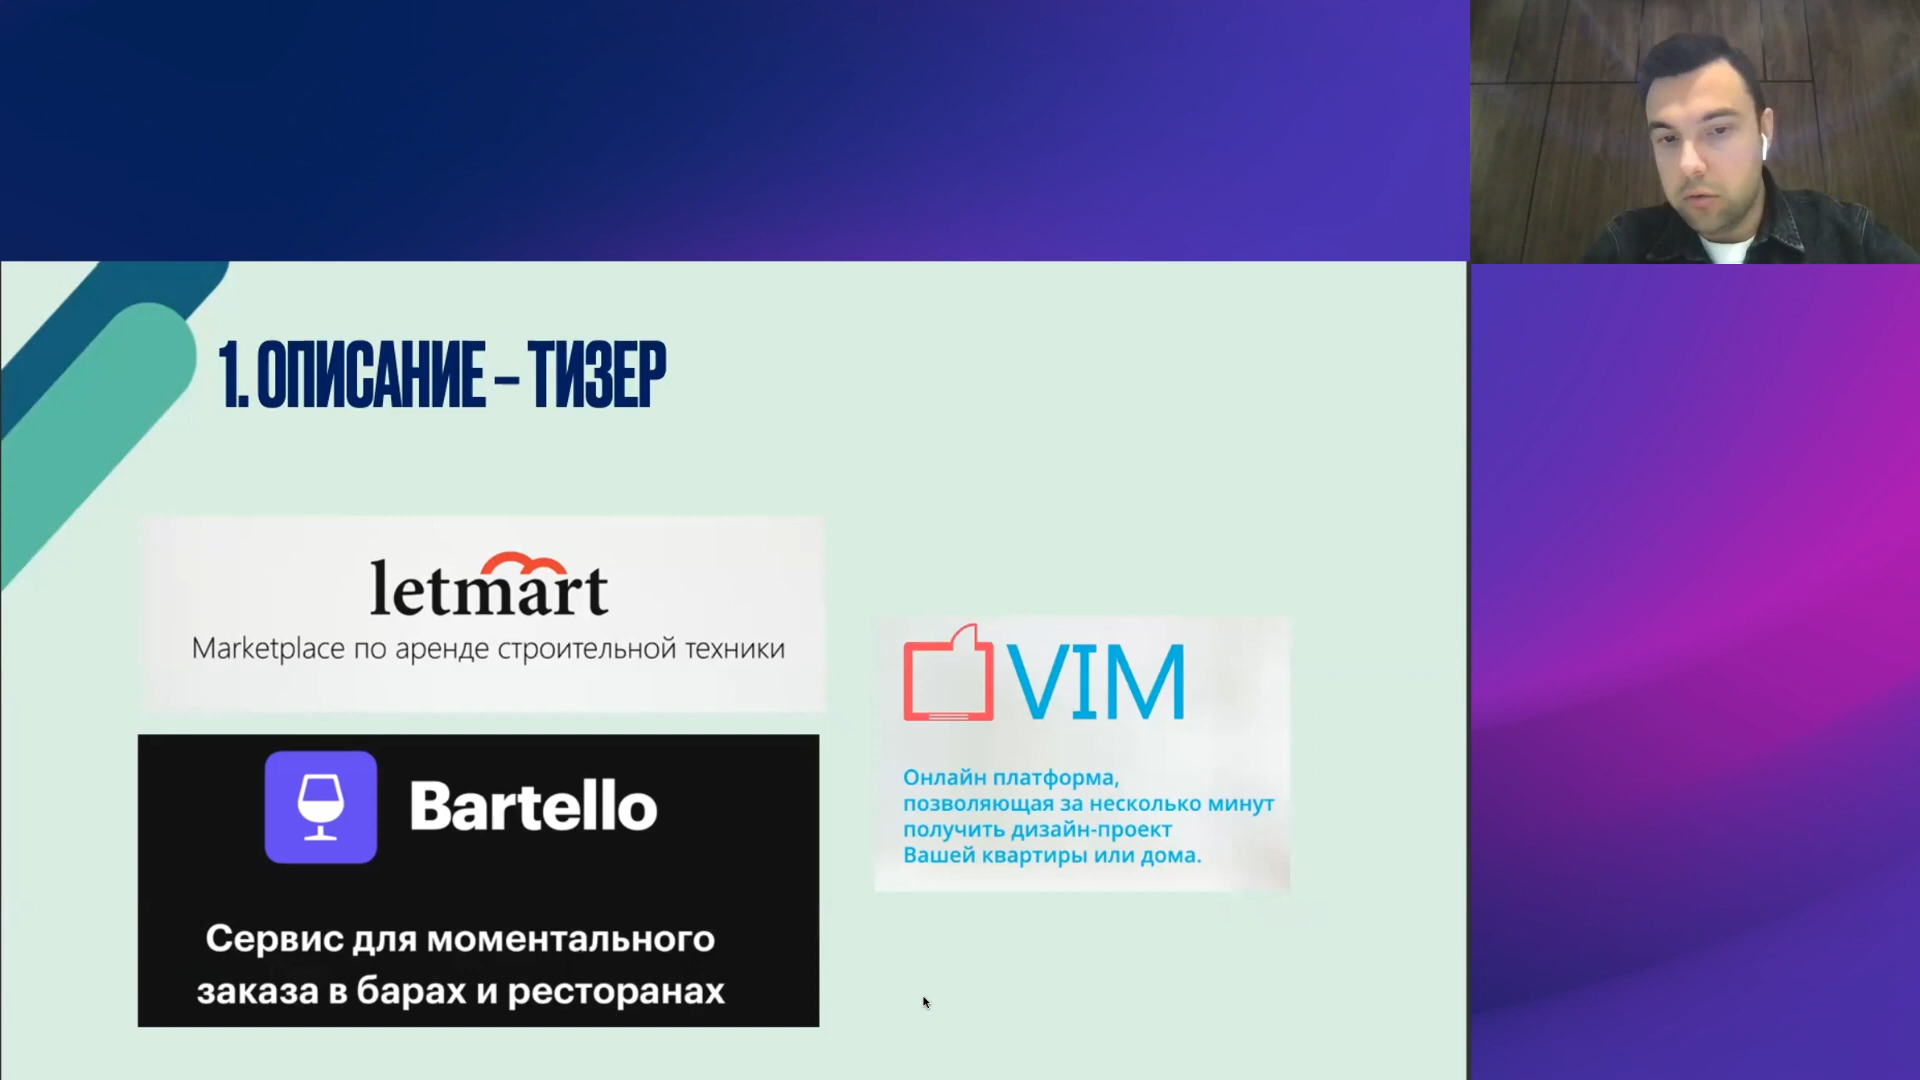 1. ОПИСАНИЕ – ТИЗЕР
letmart
Marketplace по аренде строительной техники
Bartello
Сервис для моментального
заказа в барах и ресторанах
VIM
Онлайн платформа,
позволяющая за несколько минут
получить дизайн-проект
Вашей квартиры или дома.